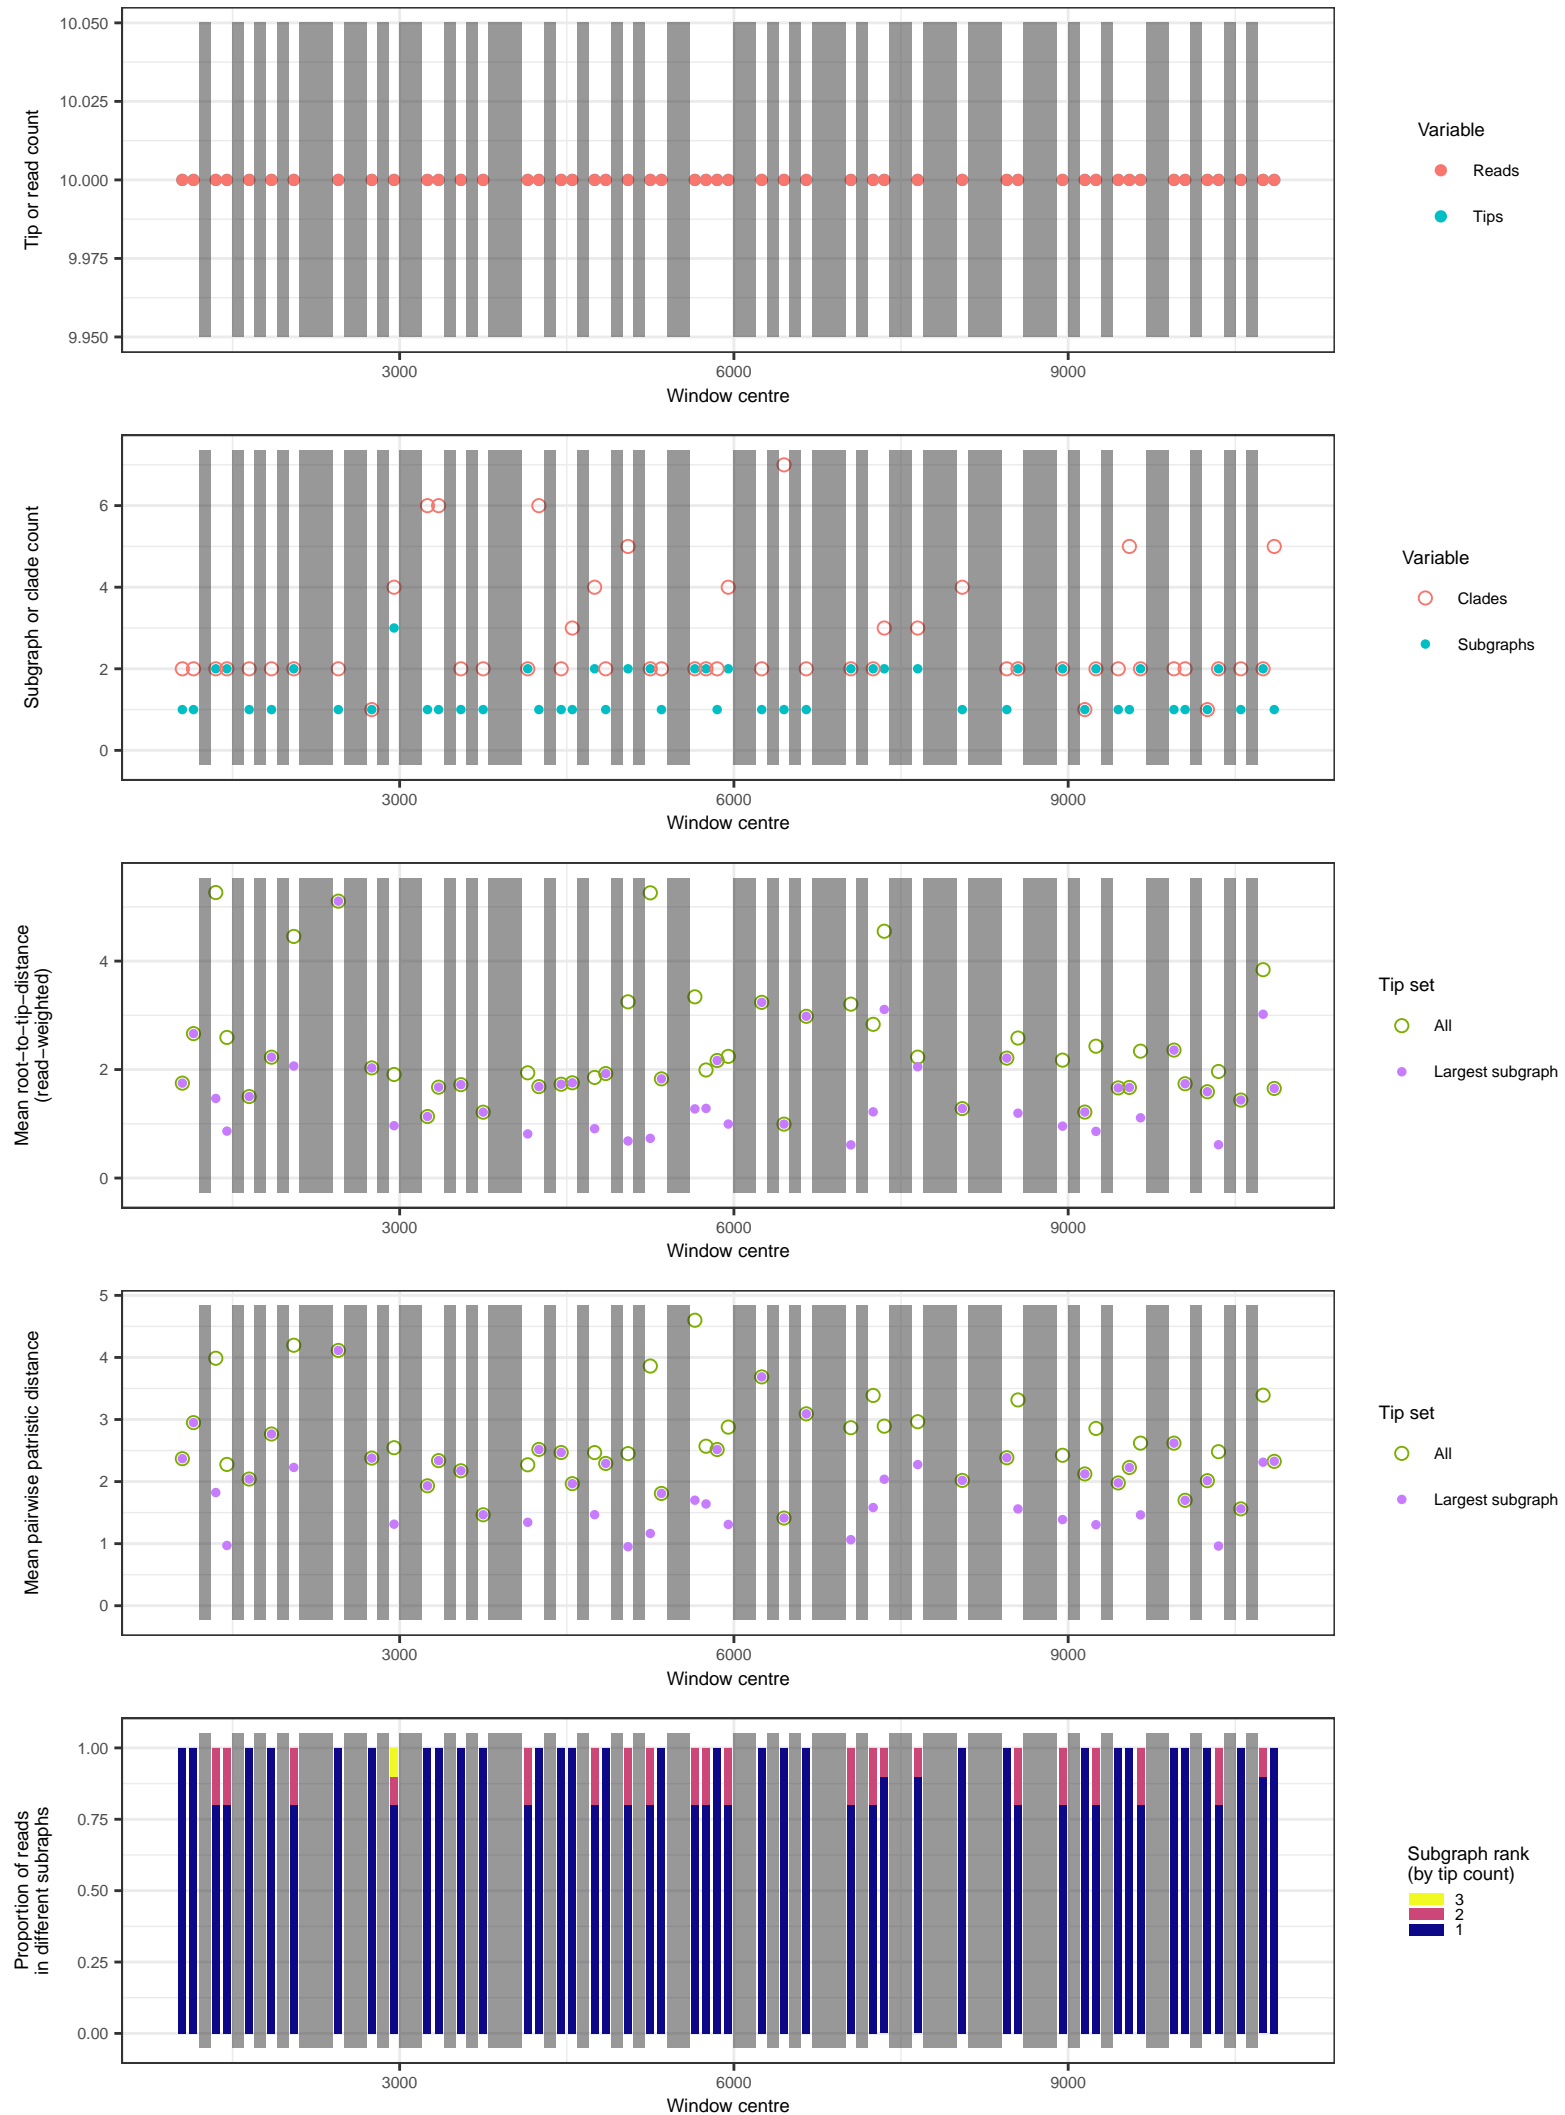 10.050
10.025
10.000
9.975
9.950
Tip or read count
3000
6000
9000
Window centre
Variable
Reads
Tips
6
4
2
0
Subgraph or clade count
3000
6000
9000
Window centre
Variable
Clades
Subgraphs
4
2
0
Mean root−to−tip−distance
(read−weighted)
3000
6000
9000
Window centre
Tip set
All
Largest subgraph
5
4
3
2
1
0
Mean pairwise patristic distance
3000
6000
9000
Window centre
Tip set
All
Largest subgraph
1.00
0.75
0.50
0.25
0.00
Proportion of reads
in different subraphs
3000
6000
9000
Window centre
Subgraph rank
(by tip count)
3
2
1